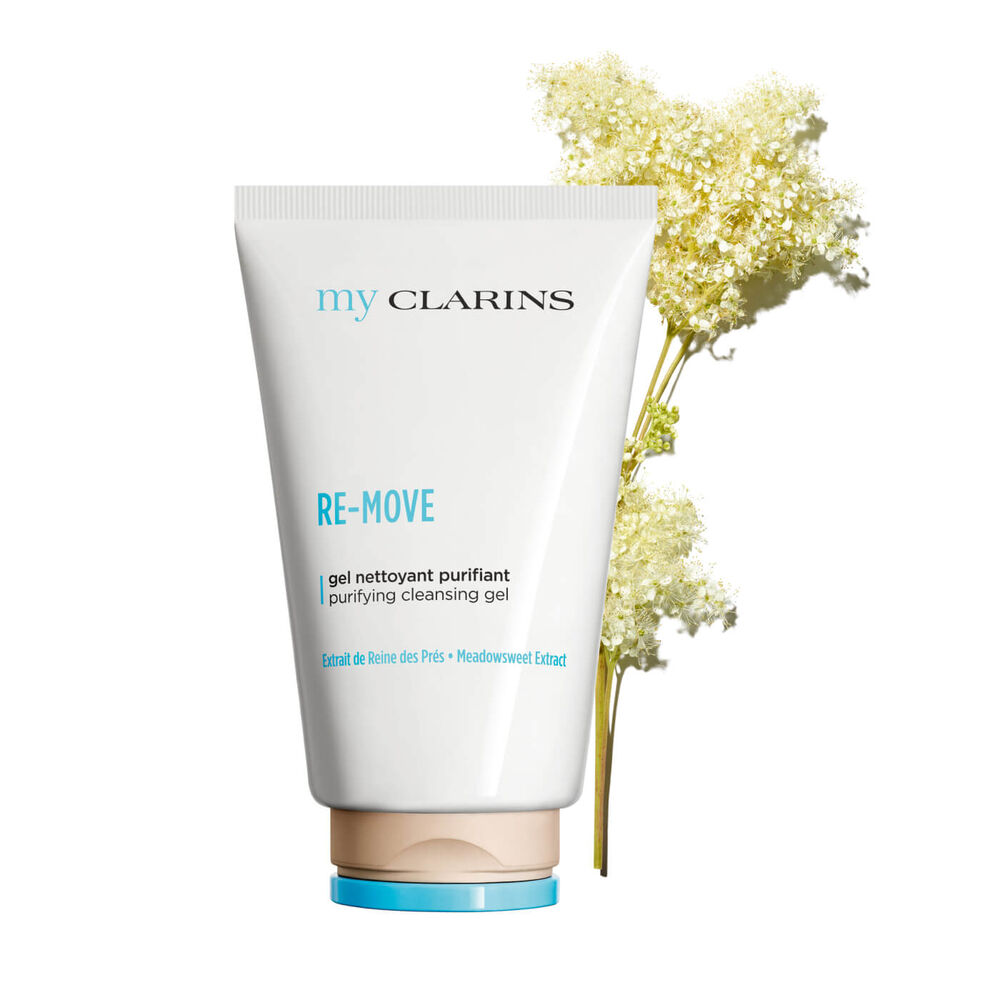 my CLARINS
RE-MOVE
gel nettoyant purifiant
purifying cleansing gel
Extrait de Reine des Prés • Meadowsweet Extract